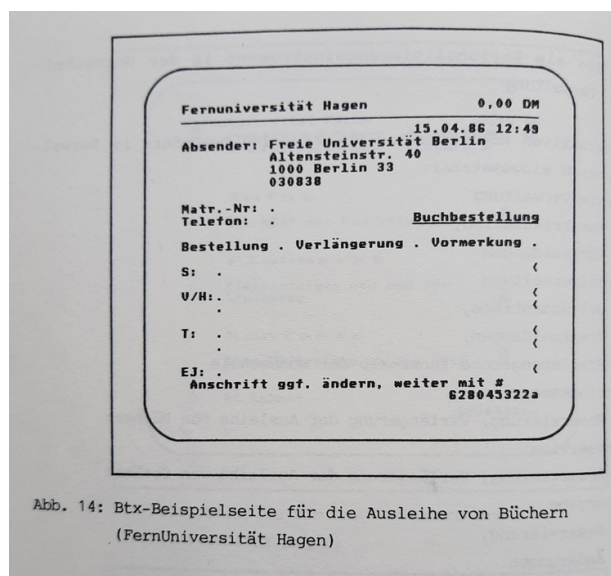 Fernuniversität Hagen 0,00 DM
15.04.86 12:49
Absender: Freie Universität Berlin
Altensteinstr. 40
1000 Berlin 33
030838
Matr.-Nr: .
Telefon: . Buchbestellung
Bestellung . Verlängerung . Vormerkung .
S: . (
V/H:. (
. (
T: . (
. (
EJ: . (
Anschrift ggf. ändern, weiter mit #
628045322a
Abb. 14: Btx-Beispielseite für die Ausleihe von Büchern
(FernUniversität Hagen)